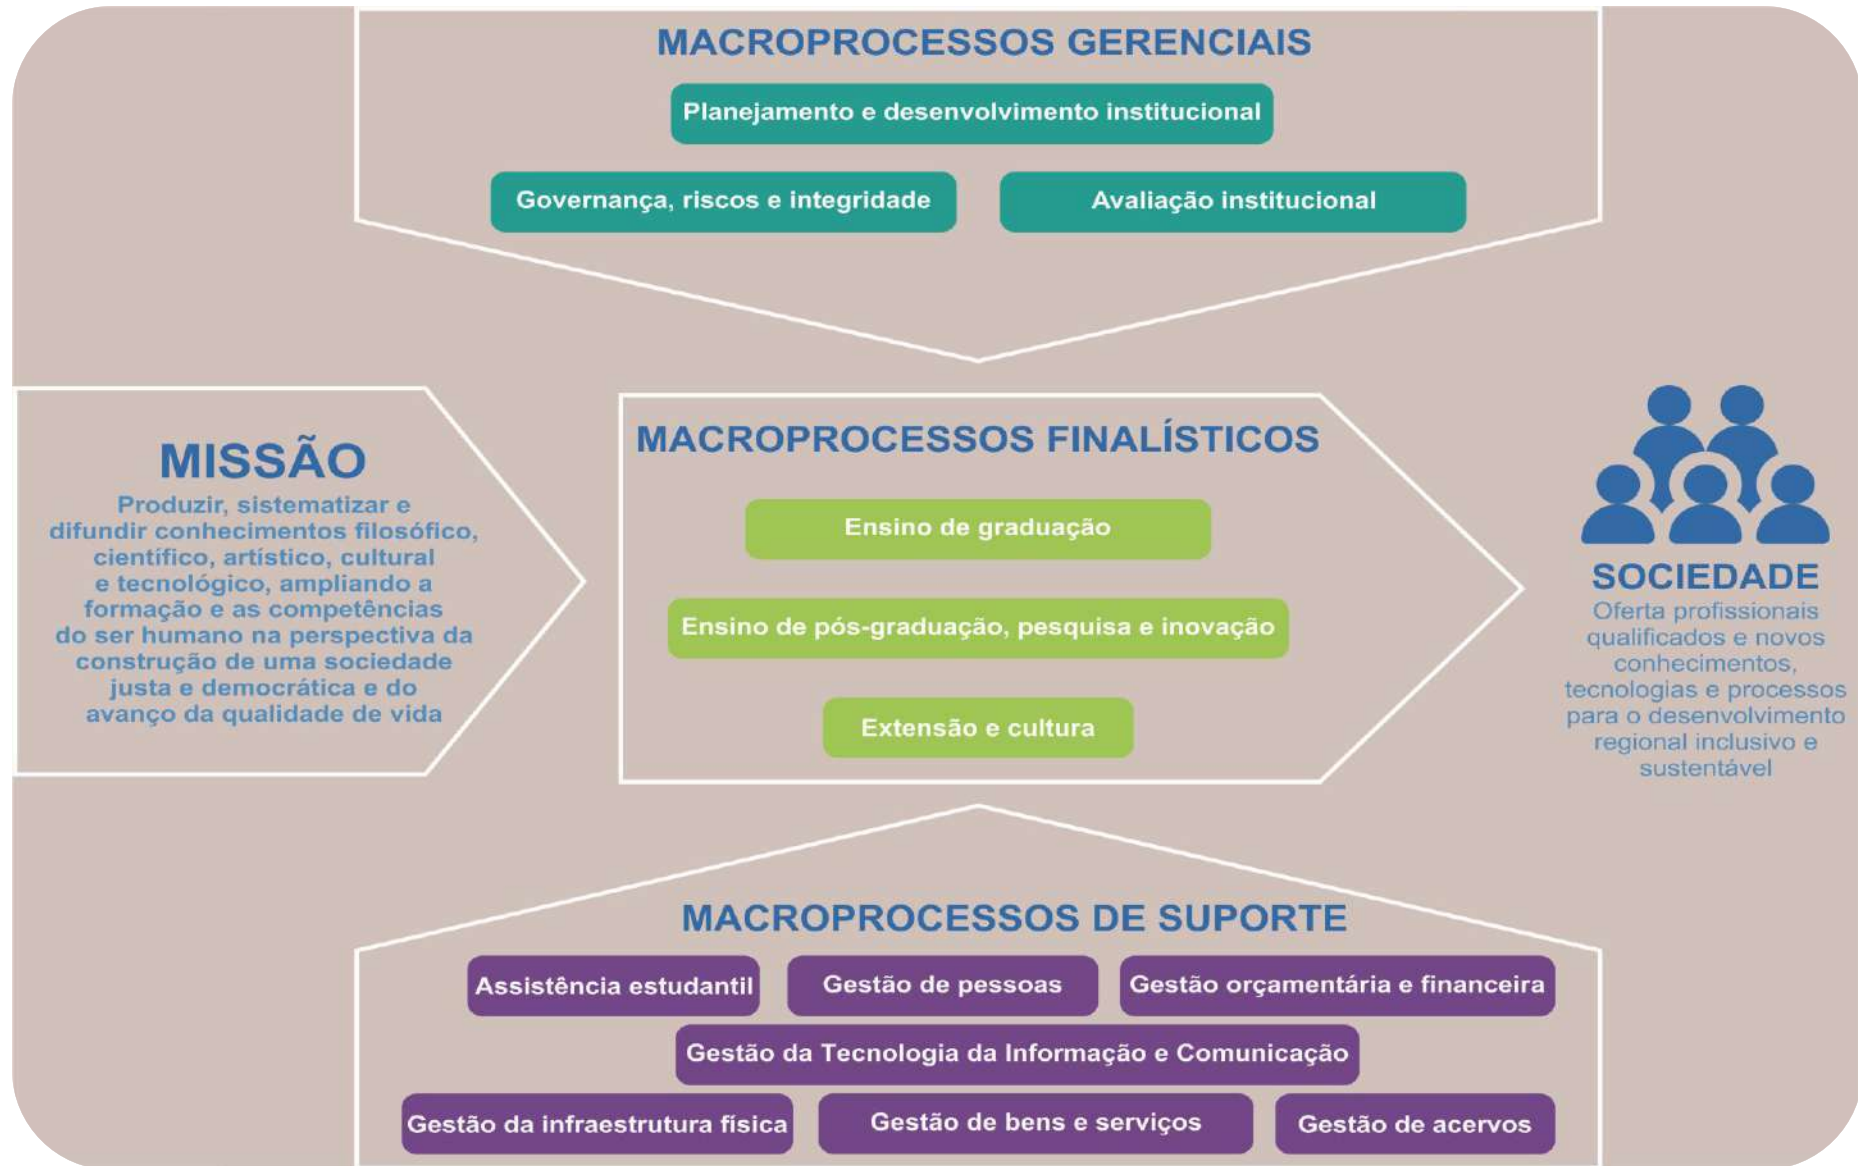 MACROPROCESSOS GERENCIAIS
Planejamento e desenvolvimento institucional
Governança, riscos e integridade
Avaliação institucional
MISSÃO
Produzir, sistematizar e
difundir conhecimentos filosófico,
científico, artístico, cultural
e tecnológico, ampliando a
formação e as competências
do ser humano na perspectiva da
construção de uma sociedade
justa e democrática e do
avanço da qualidade de vida
MACROPROCESSOS FINALÍSTICOS
Ensino de graduação
Ensino de pós-graduação, pesquisa e inovação
Extensão e cultura
SOCIEDADE
Oferta profissionais
qualificados e novos
conhecimentos,
tecnologias e processos
para o desenvolvimento
regional inclusivo e
sustentável
MACROPROCESSOS DE SUPORTE
Assistência estudantil
Gestão de pessoas
Gestão orçamentária e financeira
Gestão da Tecnologia da Informação e Comunicação
Gestão da infraestrutura física
Gestão de bens e serviços
Gestão de acervos